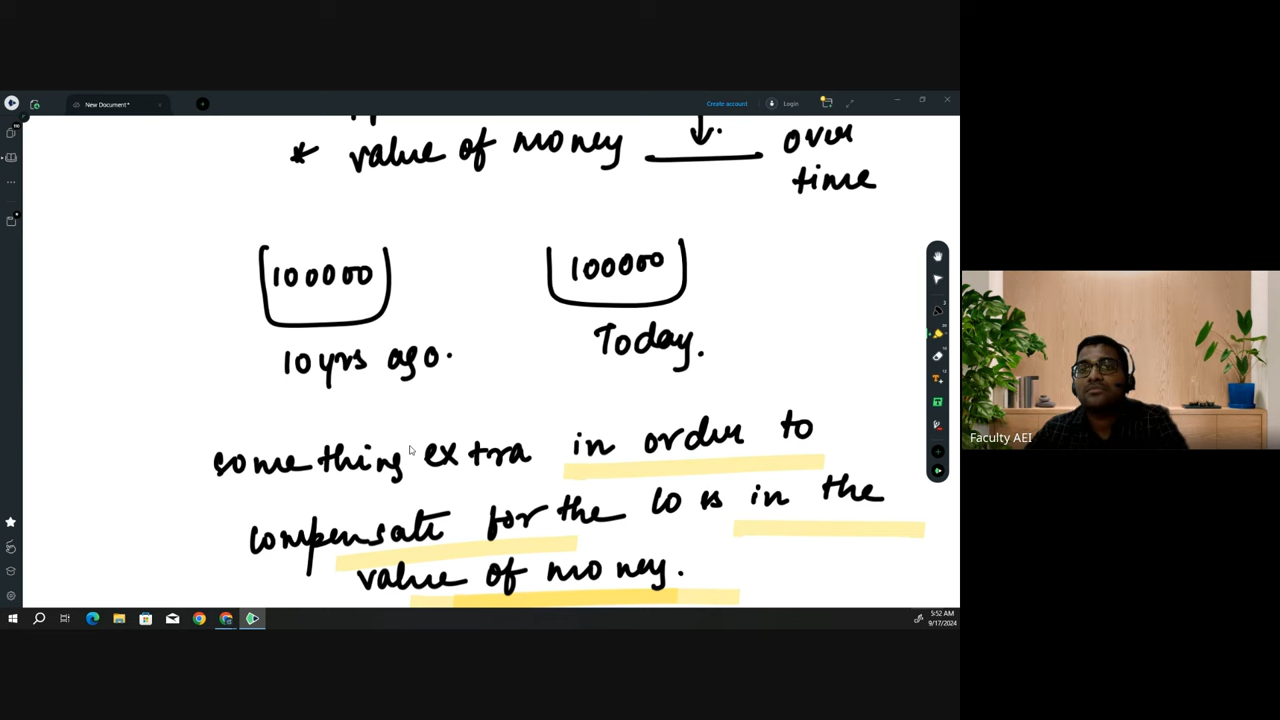 New Document*
Create account
Login
* value of money ____ ↓. over
time
100000
100000
10yrs ago.
Today.
something extra in order to
compensate for the loss in the
value of money.
Faculty AEI
5:52 AM
9/17/2024